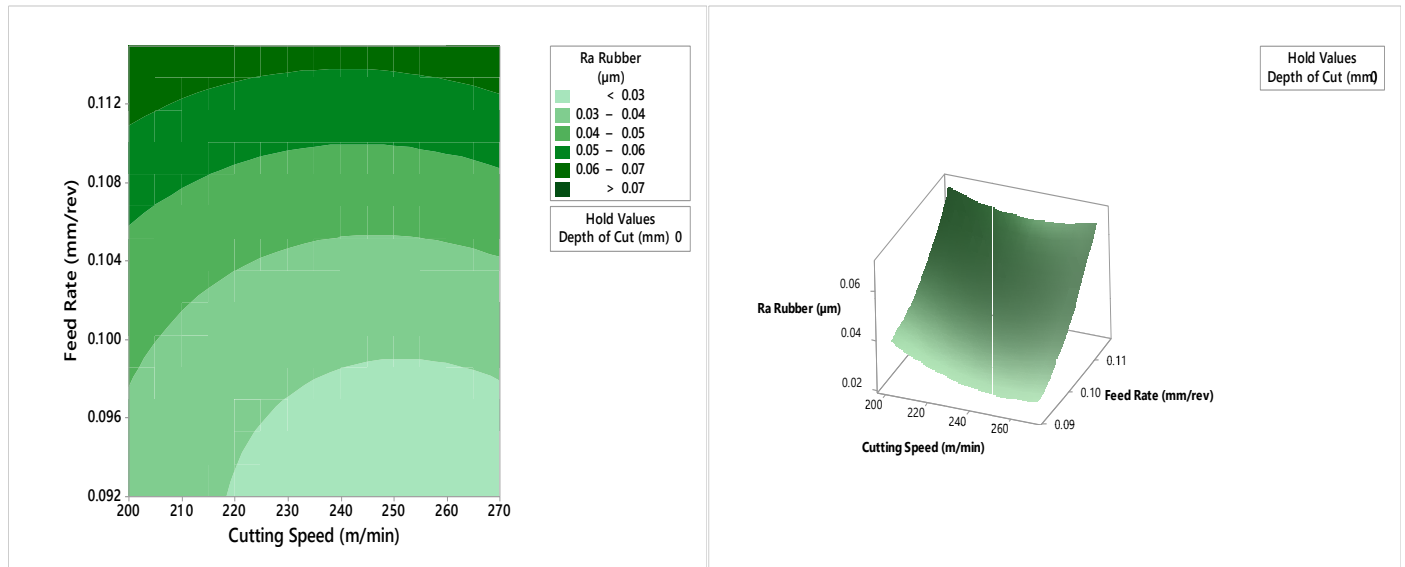 Ra Rubber
(µm)
< 0.03
0.03 – 0.04
0.04 – 0.05
0.05 – 0.06
0.06 – 0.07
> 0.07
Hold Values
Depth of Cut (mm) 0
0.112
0.108
0.104
0.100
0.096
0.092
Feed Rate (mm/rev)
200 210 220 230 240 250 260 270
Cutting Speed (m/min)
Hold Values
Depth of Cut (mm) 0
0.06
Ra Rubber (µm)
0.04
0.02
200
220
240
260
Cutting Speed (m/min)
0.11
0.10 Feed Rate (mm/rev)
0.09